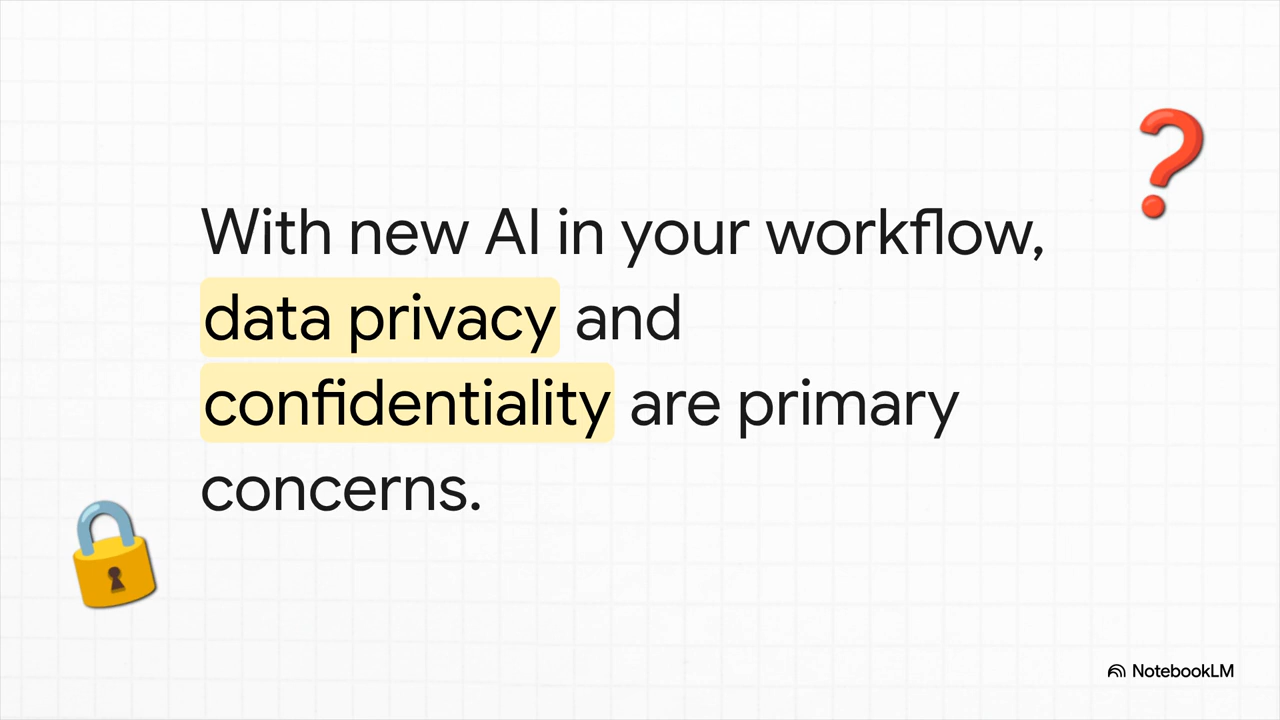 With new AI in your workflow,
data privacy and
confidentiality are primary
concerns.
NotebookLM